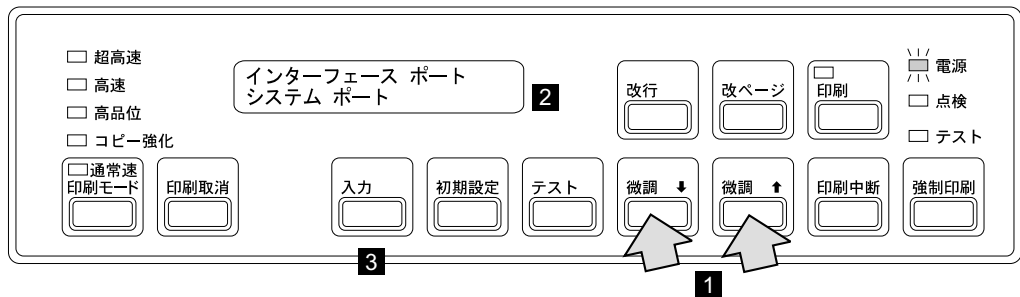 超高速
高速
高品位
コピー強化
通常速
印刷モード
印刷取消
インターフェース ポート
システム ポート
2
改行
改ページ
印刷
電源
点検
テスト
入力
初期設定
テスト
微調 ⬇
微調 ⬆
印刷中断
強制印刷
3
1